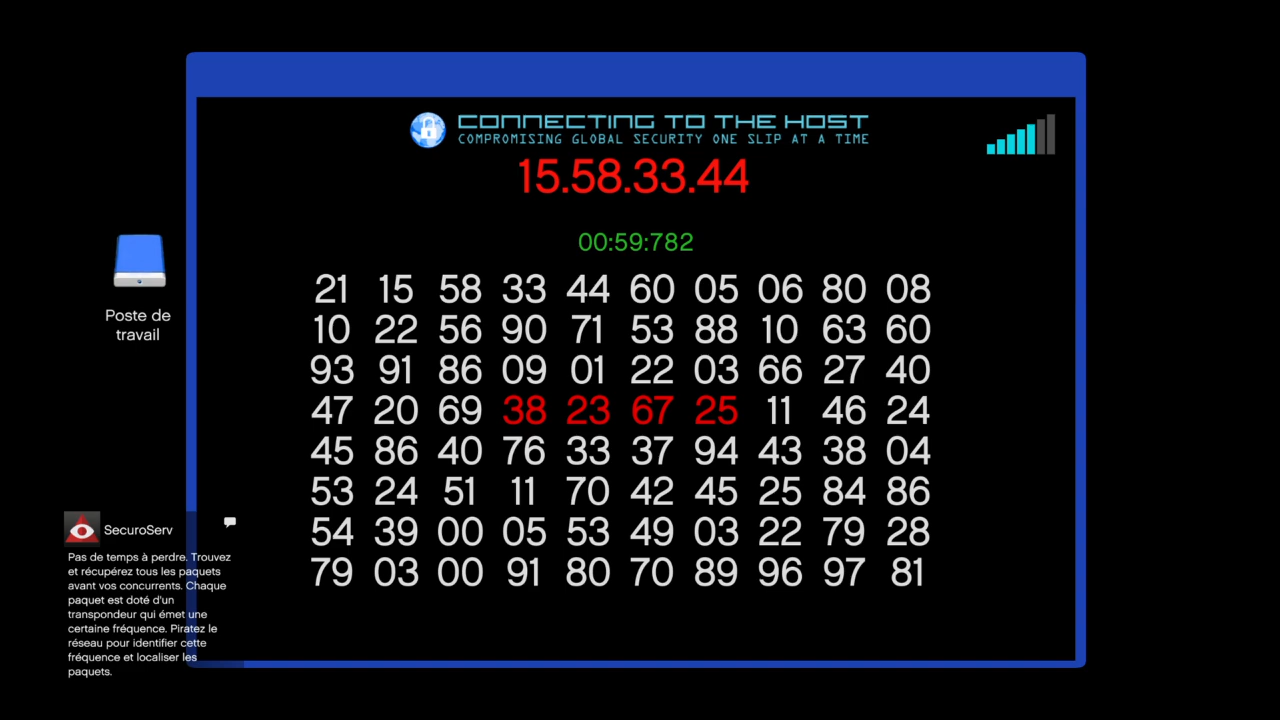 CONNECTING TO THE HOST
COMPROMISING GLOBAL SECURITY ONE SLIP AT A TIME
15.58.33.44
00:59:782
21 15 58 33 44 60 05 06 80 08
10 22 56 90 71 53 88 10 63 60
93 91 86 09 01 22 03 66 27 40
47 20 69 38 23 67 25 11 46 24
45 86 40 76 33 37 94 43 38 04
53 24 51 11 70 42 45 25 84 86
54 39 00 05 53 49 03 22 79 28
79 03 00 91 80 70 89 96 97 81
Poste de
travail
SecuroServ
Pas de temps à perdre. Trouvez
et récupérez tous les paquets
avant vos concurrents. Chaque
paquet est doté d'un
transpondeur qui émet une
certaine fréquence. Piratez le
réseau pour identifier cette
fréquence et localiser les
paquets.